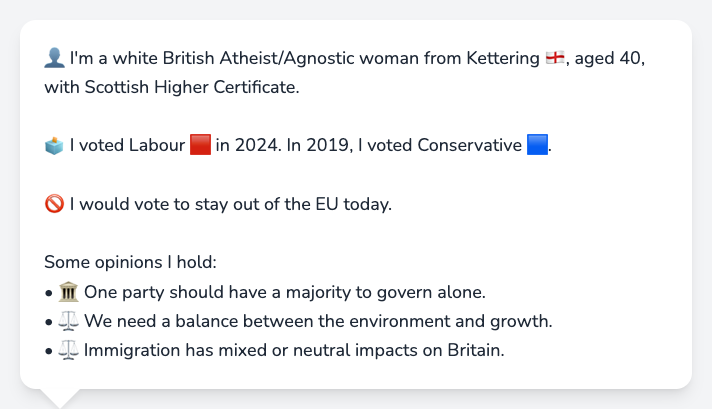 👤 I'm a white British Atheist/Agnostic woman from Kettering 🏴󠁧󠁢󠁥󠁮󠁧󠁿, aged 40,
with Scottish Higher Certificate.
🗳️ I voted Labour 🟥 in 2024. In 2019, I voted Conservative 🟦.
🚫 I would vote to stay out of the EU today.
Some opinions I hold:
• 🏛️ One party should have a majority to govern alone.
• ⚖️ We need a balance between the environment and growth.
• ⚖️ Immigration has mixed or neutral impacts on Britain.